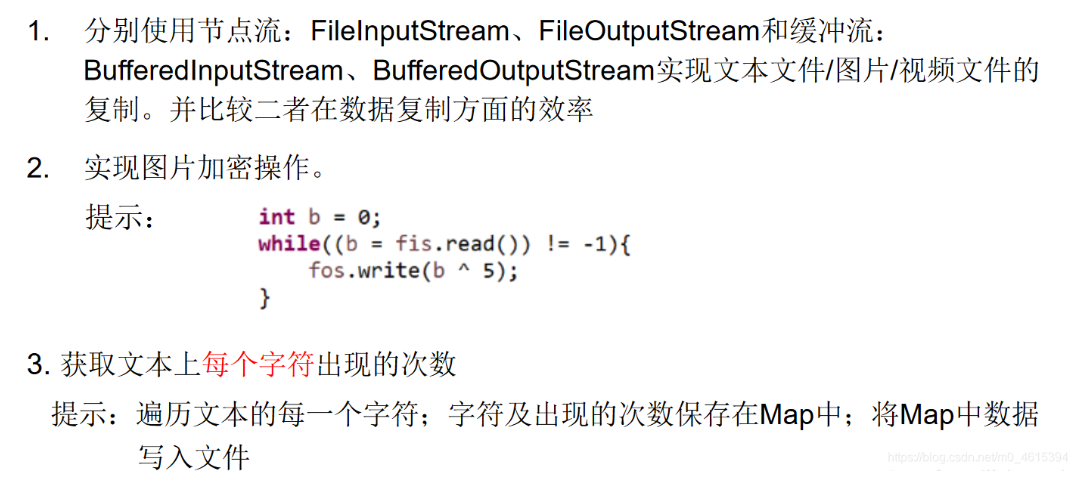 1. 分别使用节点流：FileInputStream、FileOutputStream和缓冲流：
BufferedInputStream、BufferedOutputStream实现文本文件/图片/视频文件的
复制。并比较二者在数据复制方面的效率
2. 实现图片加密操作。
提示：
int b = 0;
while((b = fis.read()) != -1){
fos.write(b ^ 5);
}
3. 获取文本上每个字符出现的次数
提示：遍历文本的每一个字符；字符及出现的次数保存在Map中；将Map中数据
写入文件
https://blog.csdn.net/m0_4615394